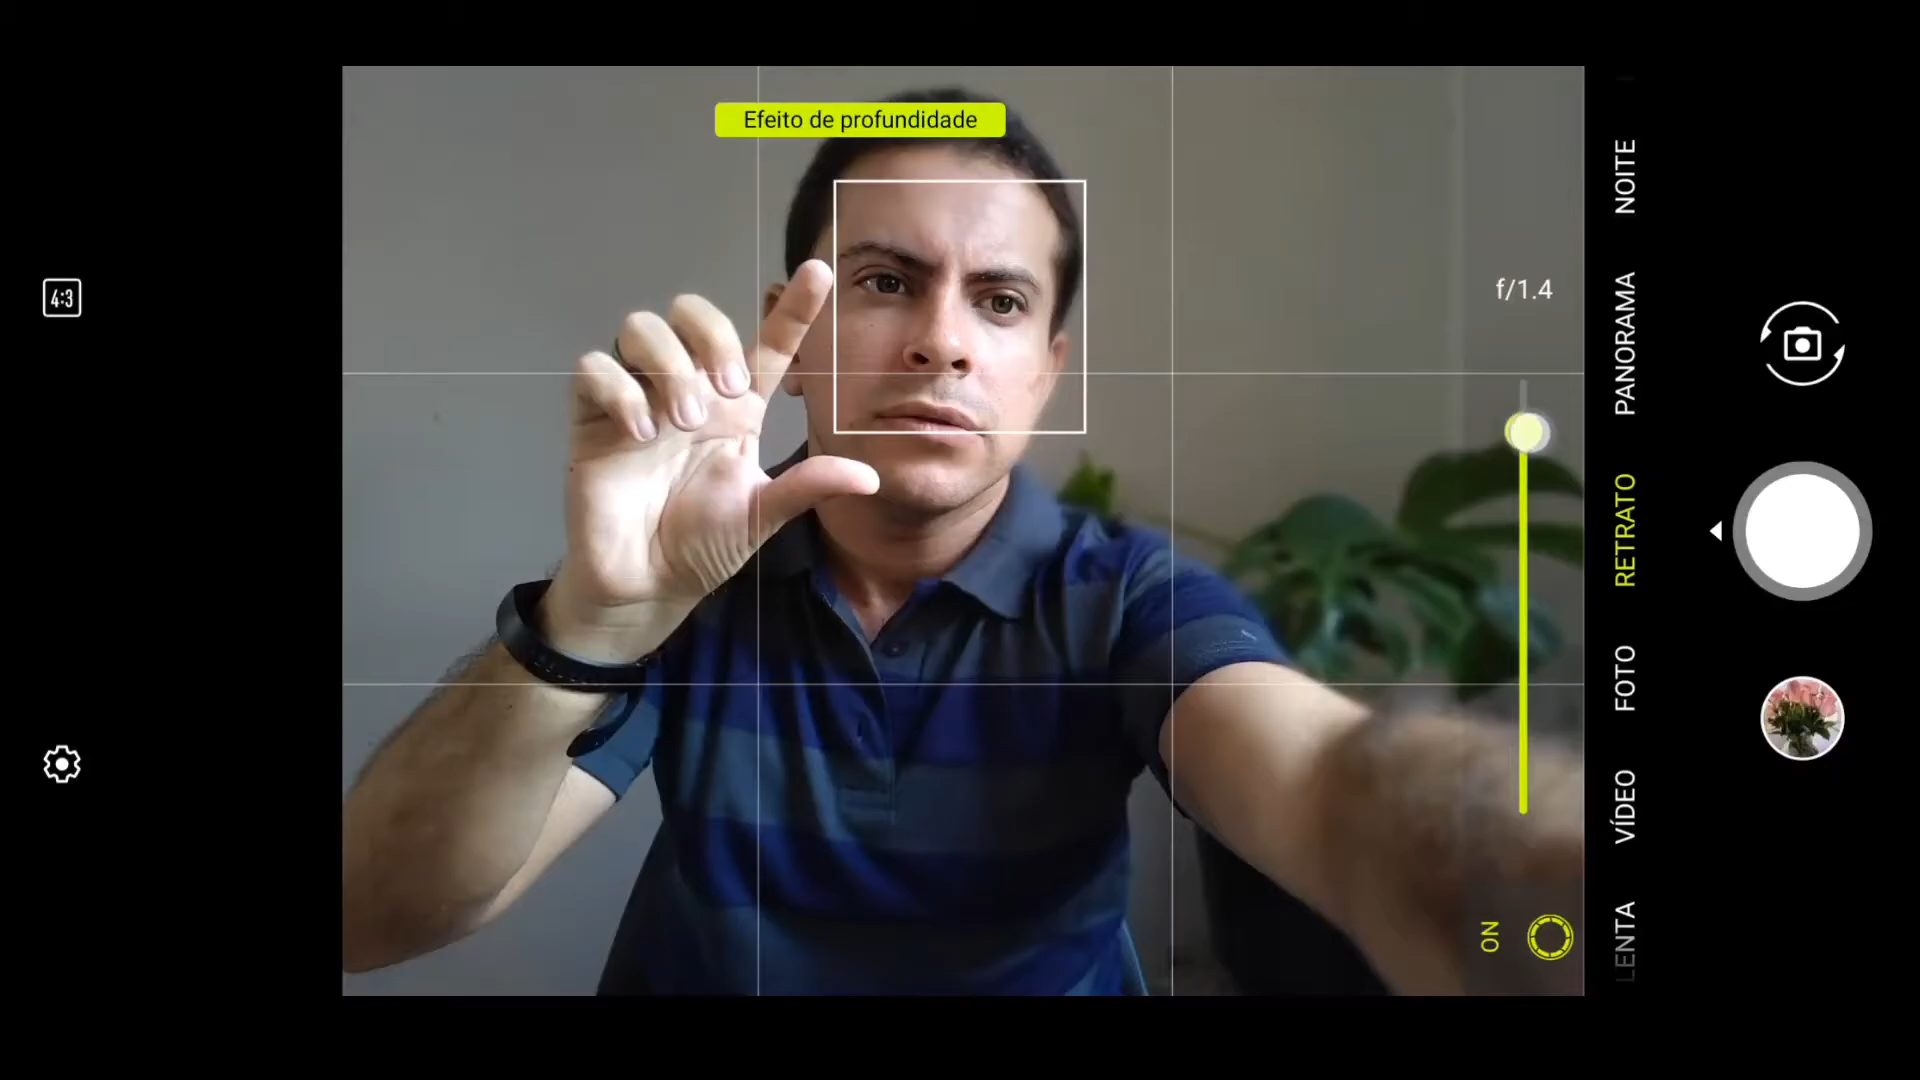 Efeito de profundidade
4:3
f/1.4
NOITE
PANORAMA
RETRATO
FOTO
VÍDEO
LENTA
ON